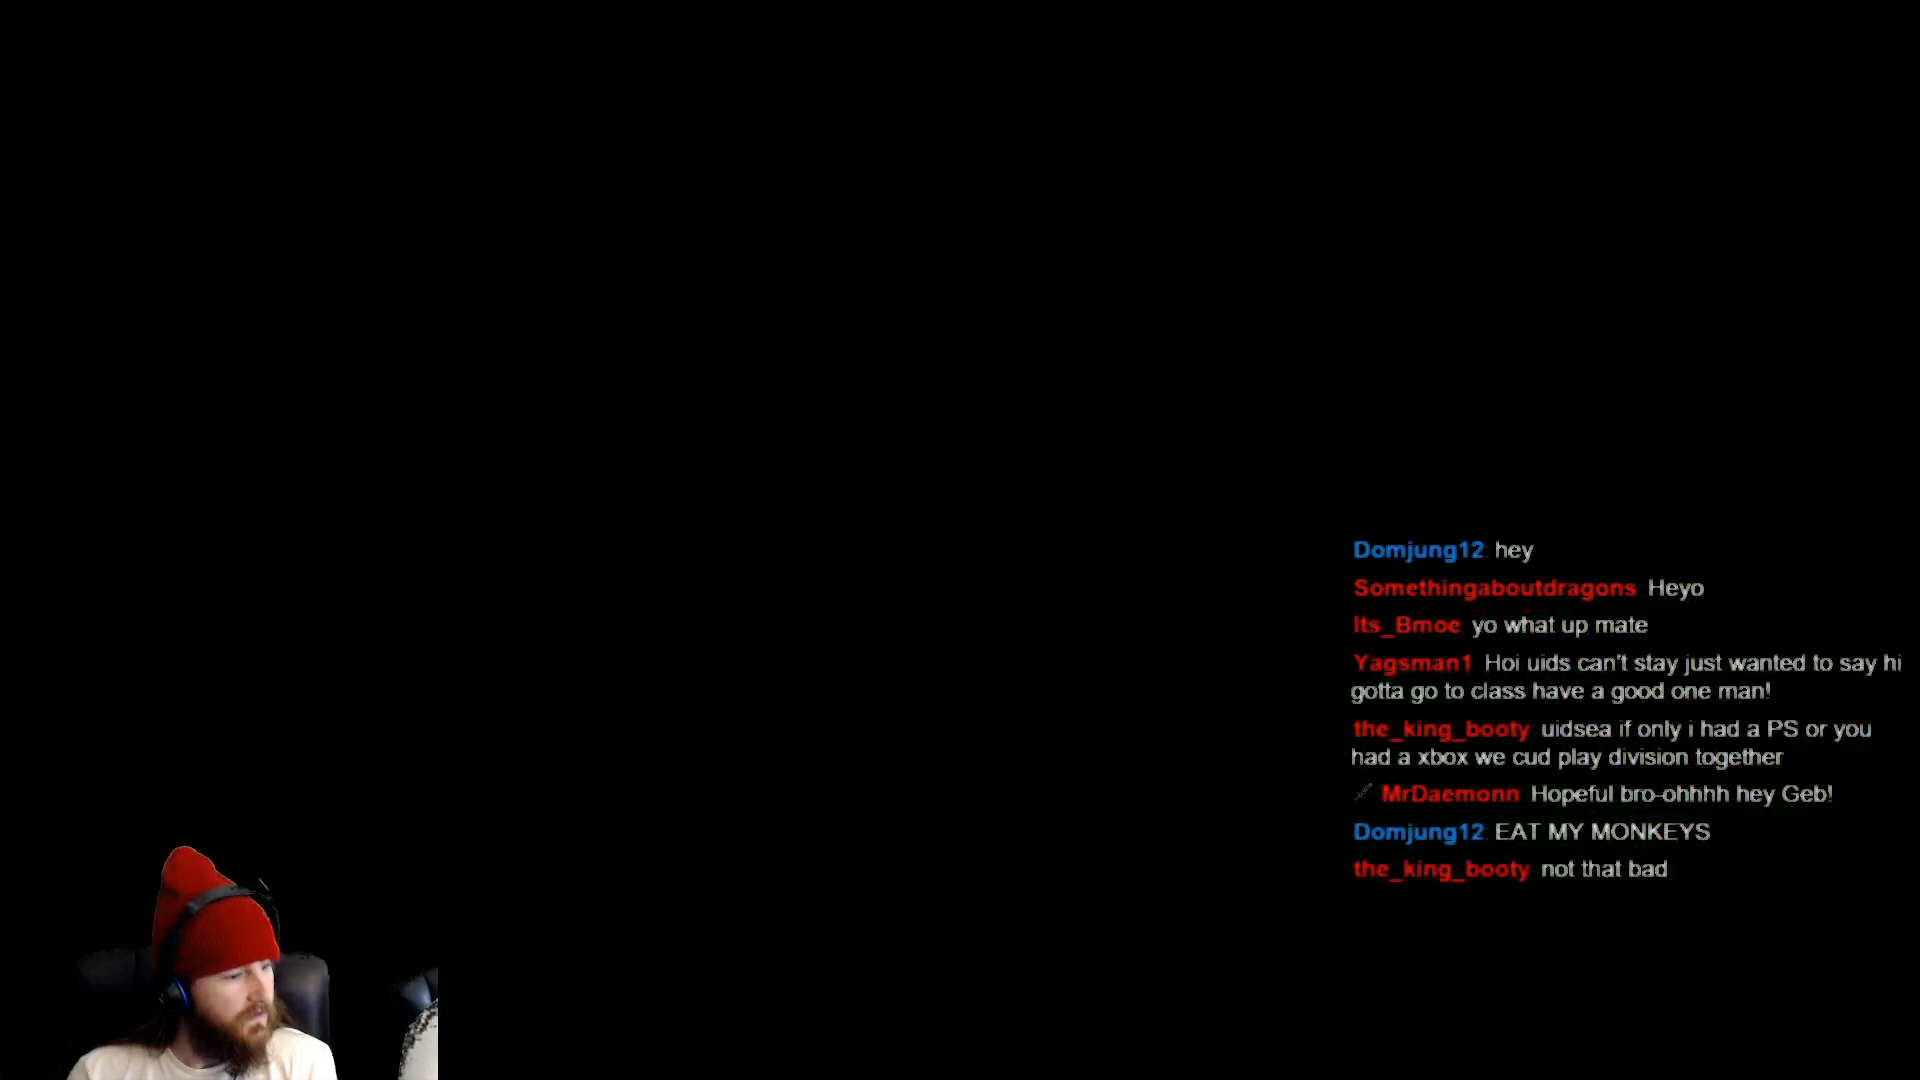 Domjung12 hey
Somethingaboutdragons Heyo
Its_Bmoe yo what up mate
Yagsman1 Hoi uids can't stay just wanted to say hi
gotta go to class have a good one man!
the_king_booty uidsea if only i had a PS or you
had a xbox we cud play division together
MrDaemonn Hopeful bro-ohhhh hey Geb!
Domjung12 EAT MY MONKEYS
the_king_booty not that bad